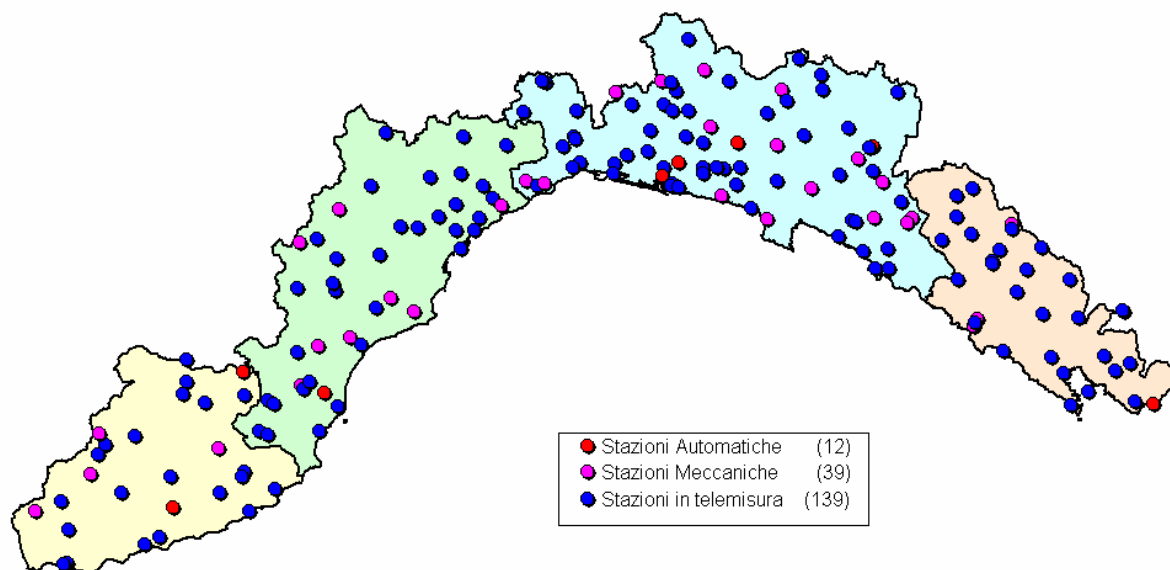 Stazioni Automatiche (12)
Stazioni Meccaniche (39)
Stazioni in telemisura (139)